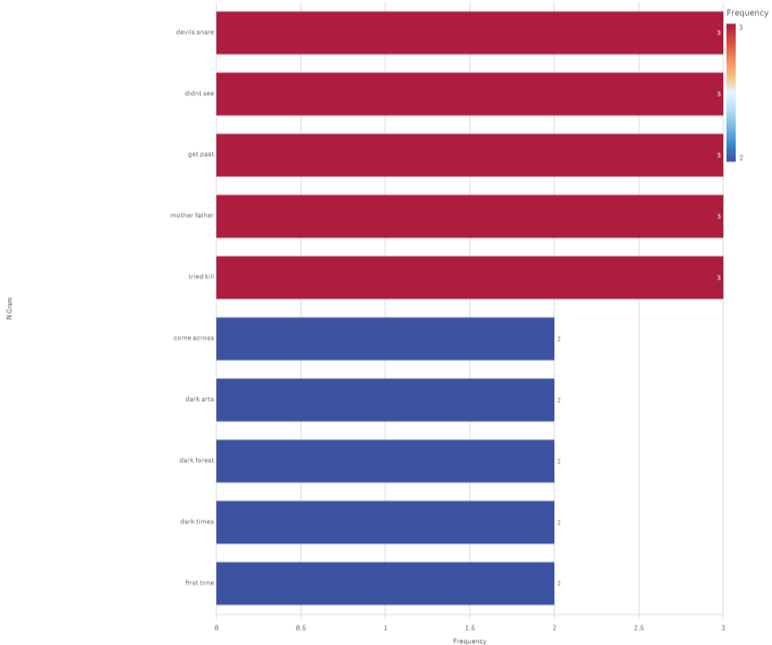 Frequency
devils snare
3
3
didnt see
3
2
get past
3
mother father
3
tried kill
3
N Gram
come across
2
dark arts
2
dark forest
2
dark times
2
first time
2
0 0.5 1 1.5 2 2.5 3
Frequency